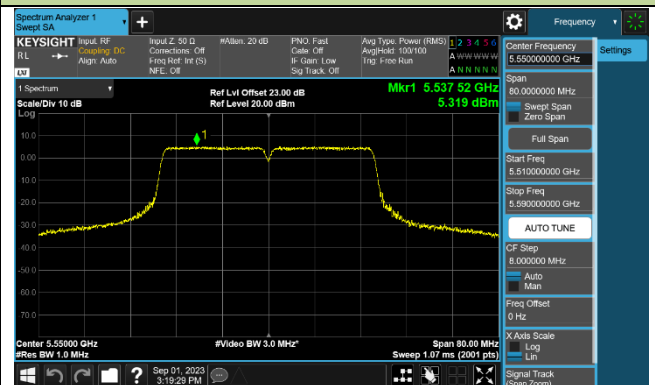 Spectrum Analyzer 1
Swept SA
+
Frequency
KEYSIGHT
RL
LXI
Input: RF
Coupling: DC
Align: Auto
Input Z: 50 Ω
Corrections: Off
Freq Ref: Int (S)
NFE: Off
#Atten: 20 dB
PNO: Fast
Gate: Off
IF Gain: Low
Sig Track: Off
Avg Type: Power (RMS)
Avg|Hold: 100/100
Trig: Free Run
1 2 3 4 5 6
A W W W W W
A N N N N N
1 Spectrum
Scale/Div 10 dB
Log
Ref Lvl Offset 23.00 dB
Ref Level 20.00 dBm
Mkr1 5.537 52 GHz
5.319 dBm
1
10.0
0.00
-10.0
-20.0
-30.0
-40.0
-50.0
-60.0
-70.0
Center 5.55000 GHz
#Res BW 1.0 MHz
#Video BW 3.0 MHz*
Span 80.00 MHz
Sweep 1.07 ms (2001 pts)
Sep 01, 2023
3:19:29 PM
Center Frequency
5.55000000 GHz
Settings
Span
80.0000000 MHz
Swept Span
Zero Span
Full Span
Start Freq
5.510000000 GHz
Stop Freq
5.590000000 GHz
AUTO TUNE
CF Step
8.000000 MHz
Auto
Man
Freq Offset
0 Hz
X Axis Scale
Log
Lin
Signal Track
(Span Zoom)